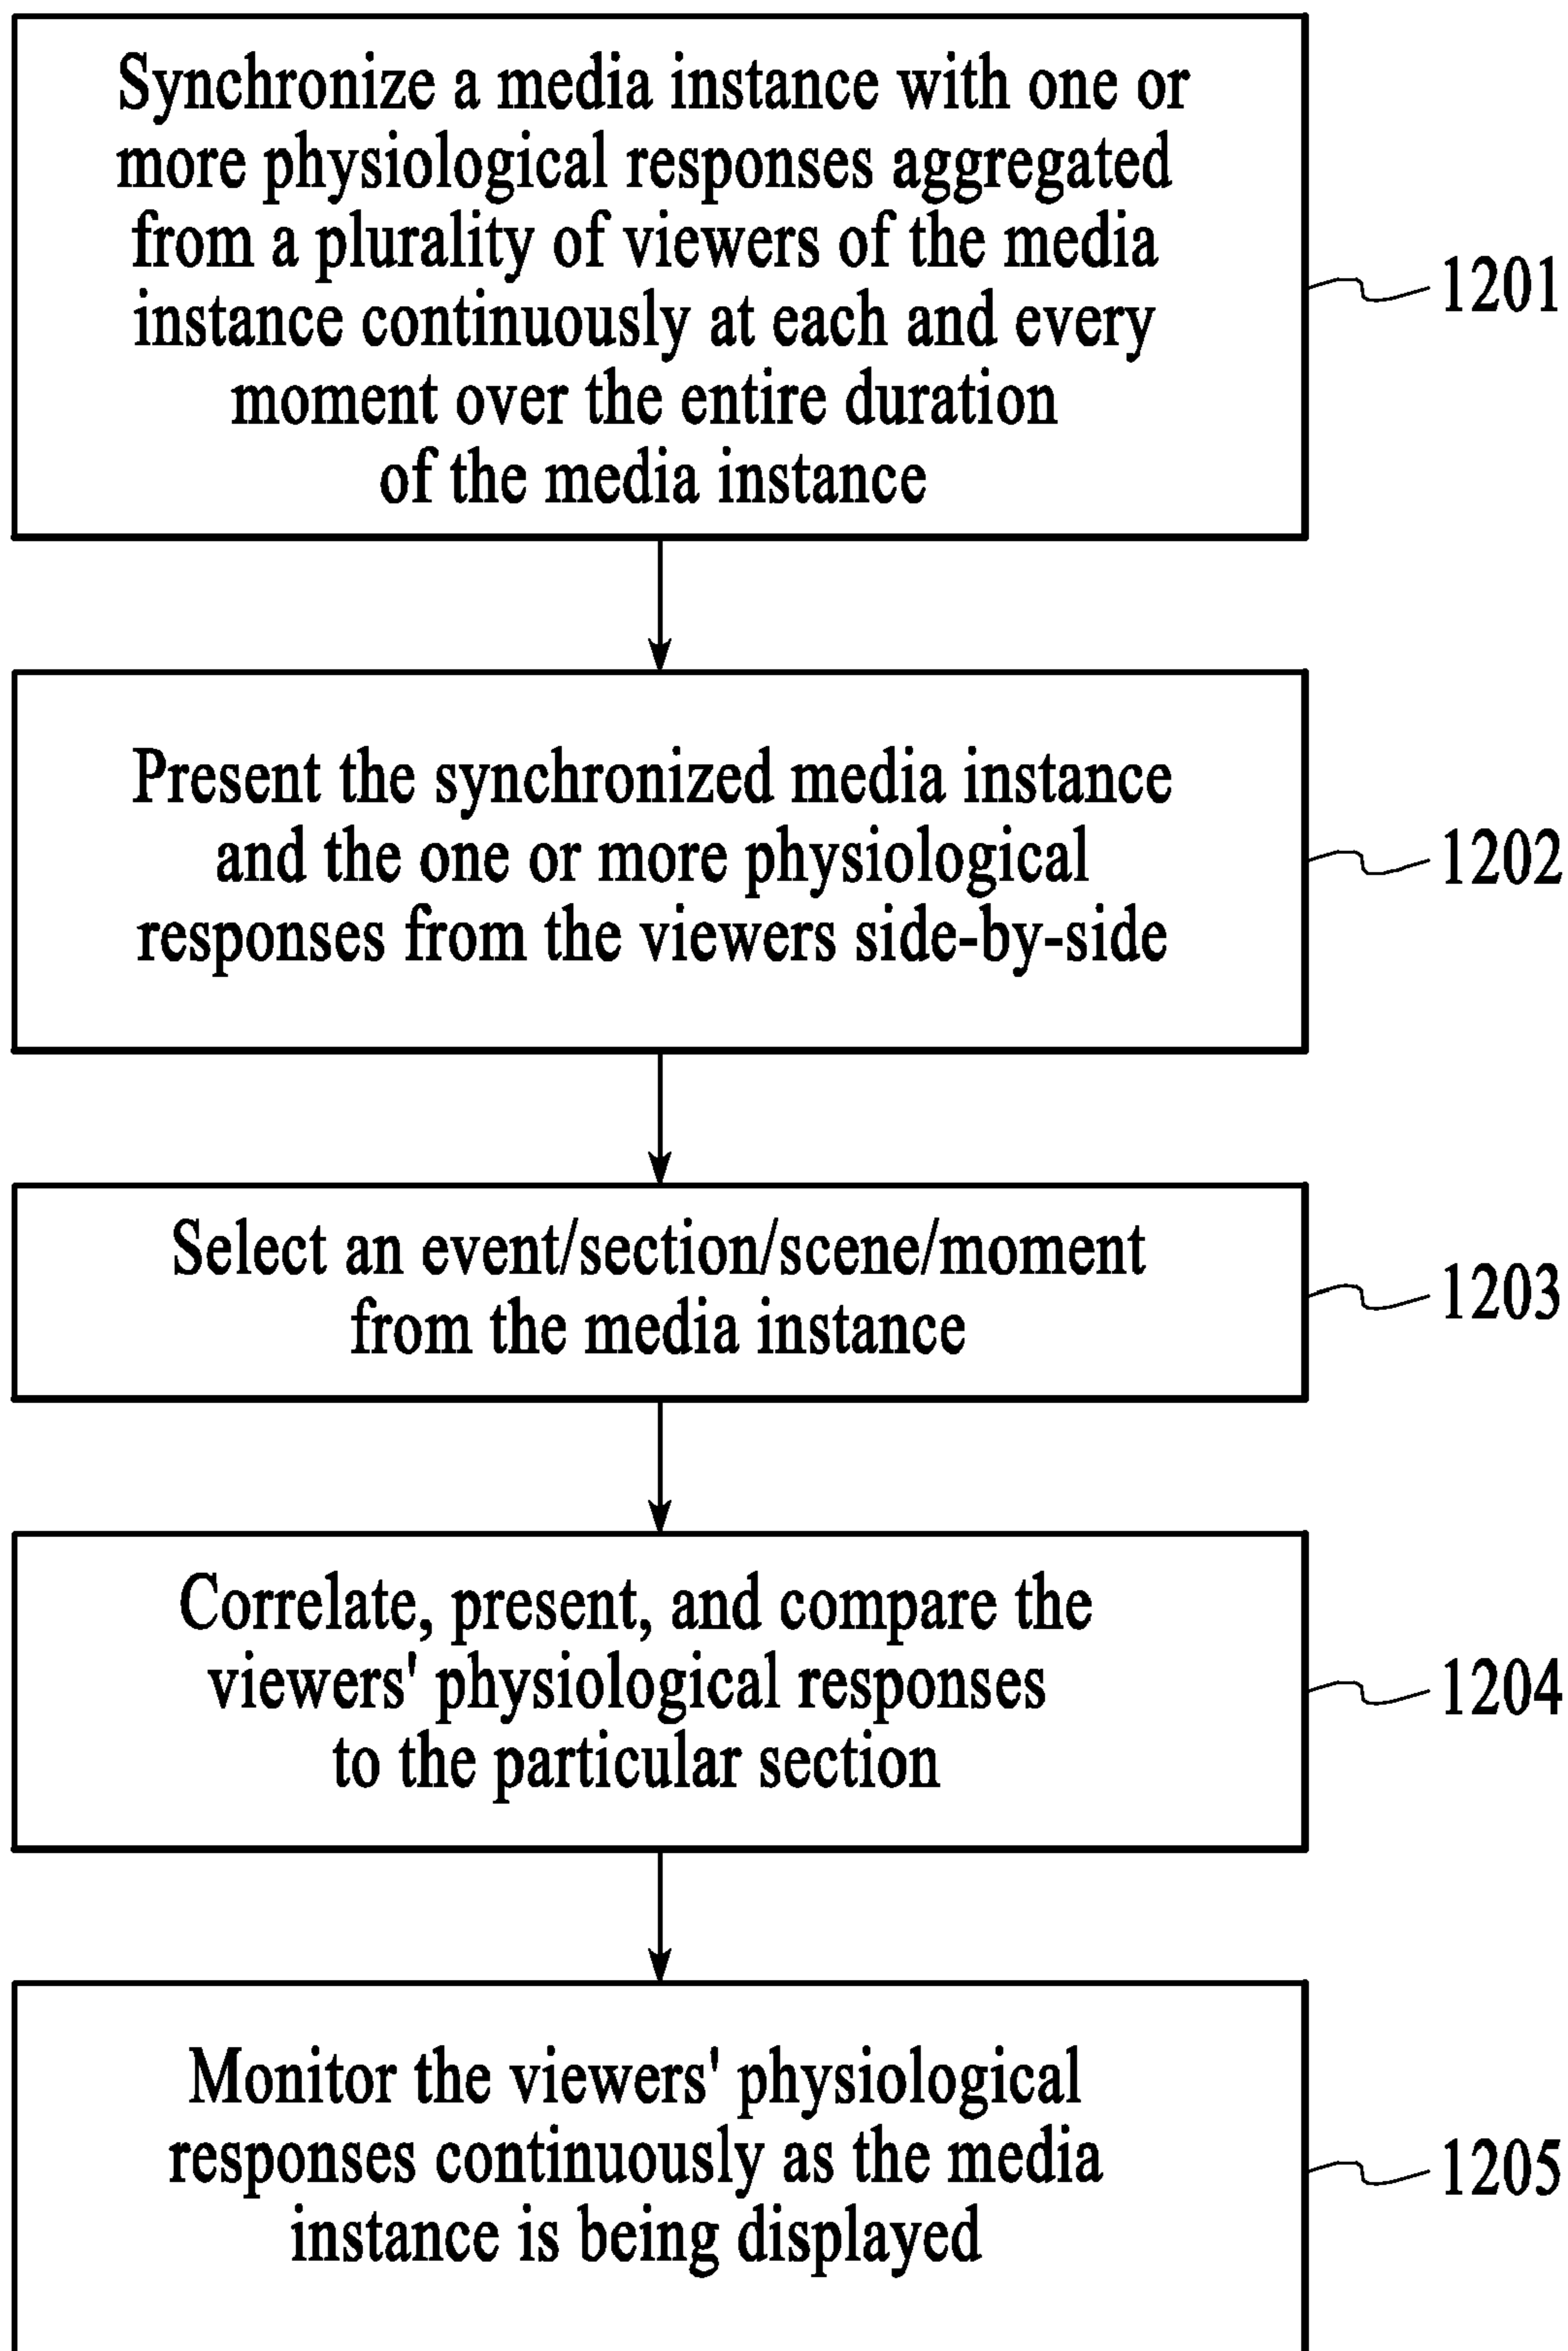 Synchronize a media instance with one or
more physiological responses aggregated
from a plurality of viewers of the media
instance continuously at each and every
moment over the entire duration
of the media instance
1201
Present the synchronized media instance
and the one or more physiological
responses from the viewers side-by-side
1202
Select an event/section/scene/moment
from the media instance
1203
Correlate, present, and compare the
viewers' physiological responses
to the particular section
1204
Monitor the viewers' physiological
responses continuously as the media
instance is being displayed
1205